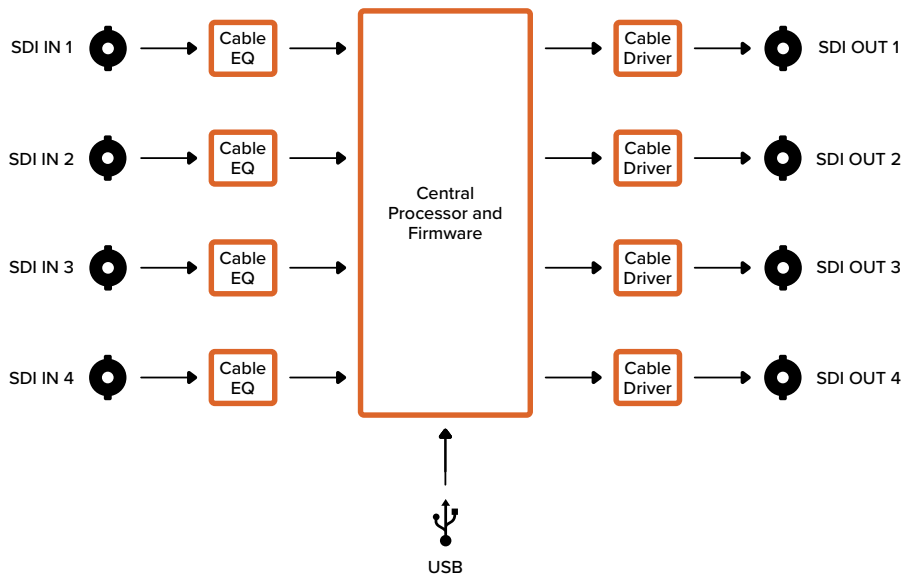 SDI IN 1
Cable
EQ
Cable
Driver
SDI OUT 1
SDI IN 2
Cable
EQ
Cable
Driver
SDI OUT 2
Central
Processor and
Firmware
SDI IN 3
Cable
EQ
Cable
Driver
SDI OUT 3
SDI IN 4
Cable
EQ
Cable
Driver
SDI OUT 4
USB